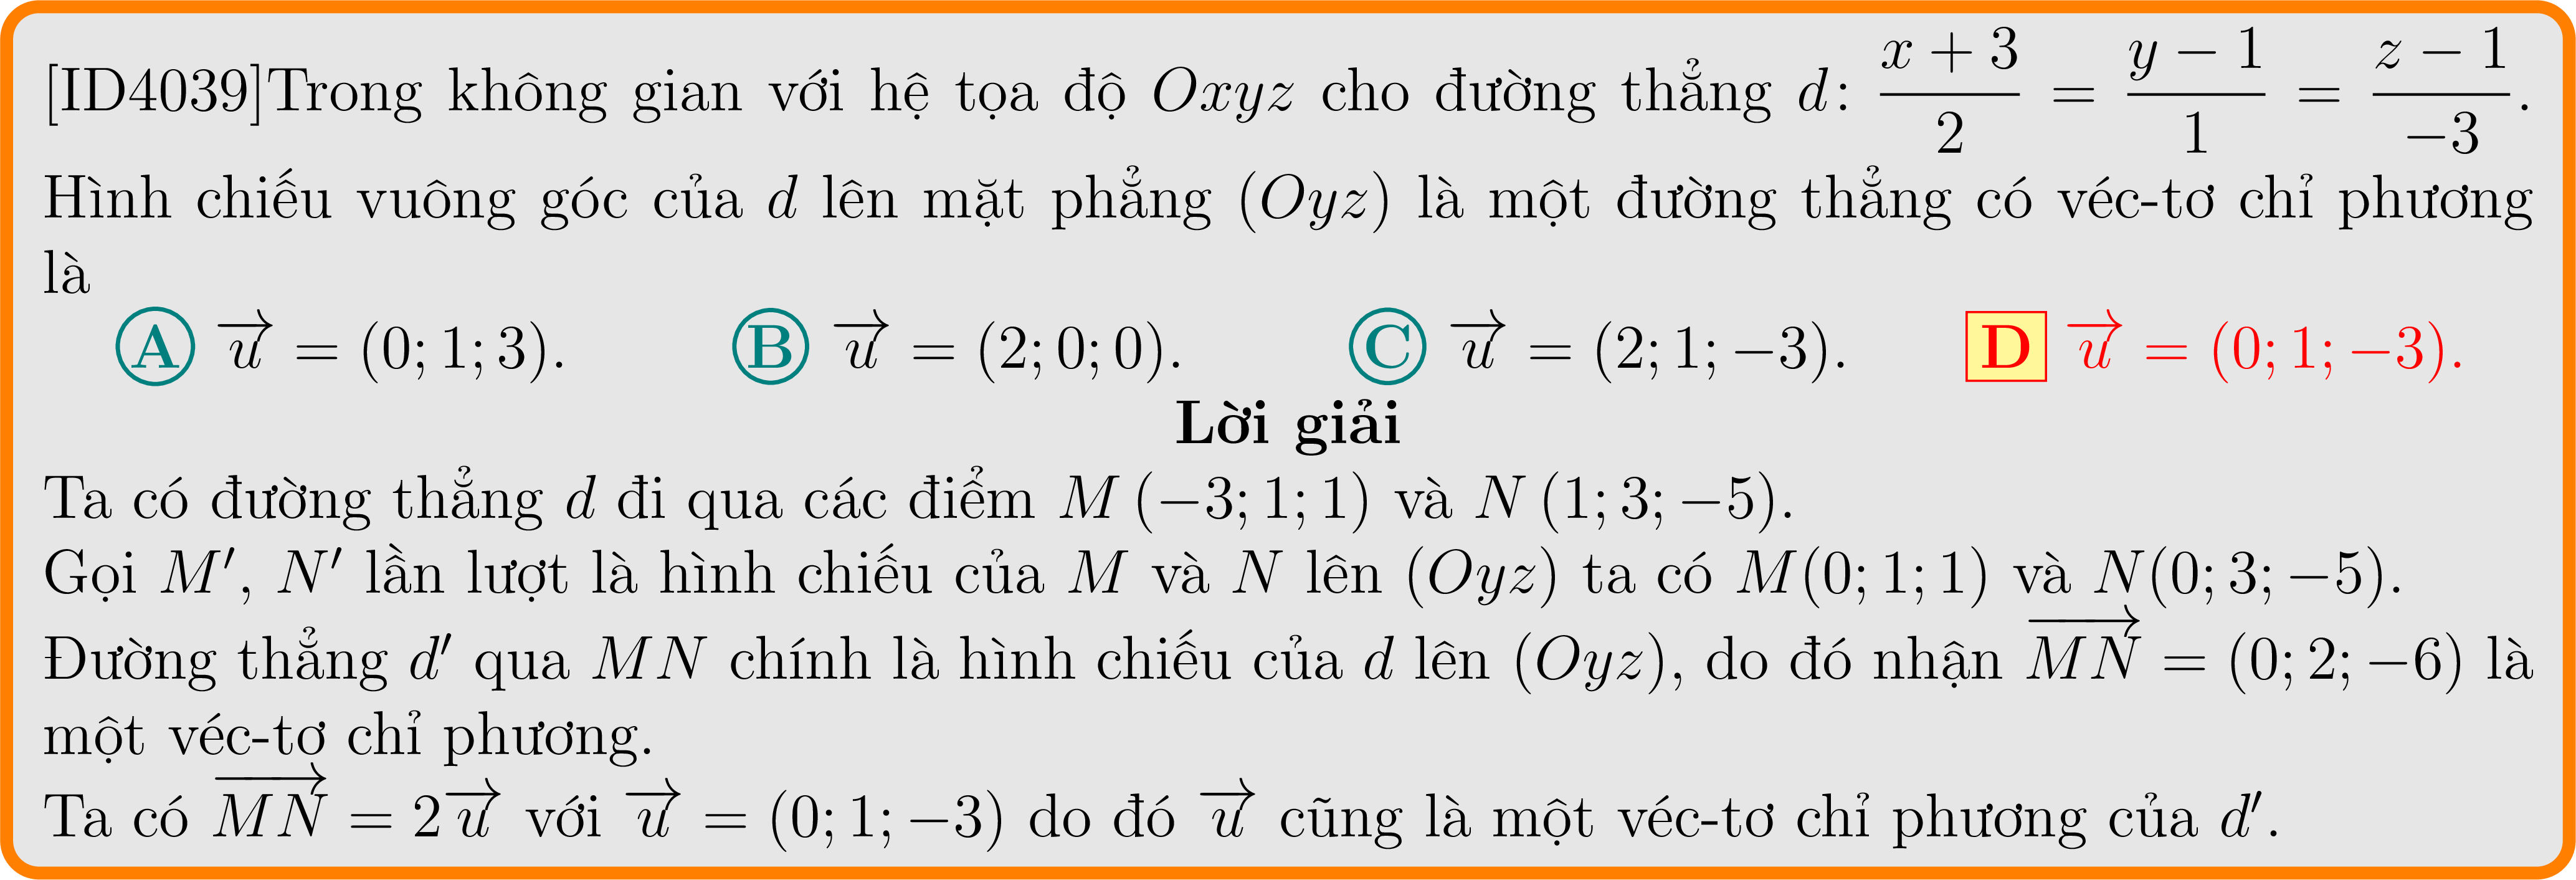 [ID4039]Trong không gian với hệ tọa độ $Oxyz$ cho đường thẳng $d\colon \dfrac{x+3}{2} = \dfrac{y-1}{1} = \dfrac{z-1}{-3}$.
Hình chiếu vuông góc của $d$ lên mặt phẳng $(Oyz)$ là một đường thẳng có véc-tơ chỉ phương
là
A $\overrightarrow{u} = (0; 1; 3)$. B $\overrightarrow{u} = (2; 0; 0)$. C $\overrightarrow{u} = (2; 1; -3)$. D $\overrightarrow{u} = (0; 1; -3)$.
Lời giải
Ta có đường thẳng $d$ đi qua các điểm $M(-3; 1; 1)$ và $N(1; 3; -5)$.
Gọi $M'$, $N'$ lần lượt là hình chiếu của $M$ và $N$ lên $(Oyz)$ ta có $M(0; 1; 1)$ và $N(0; 3; -5)$.
Đường thẳng $d'$ qua $MN$ chính là hình chiếu của $d$ lên $(Oyz)$, do đó nhận $\overrightarrow{MN} = (0; 2; -6)$ là
một véc-tơ chỉ phương.
Ta có $\overrightarrow{MN} = 2\overrightarrow{u}$ với $\overrightarrow{u} = (0; 1; -3)$ do đó $\overrightarrow{u}$ cũng là một véc-tơ chỉ phương của $d'$.